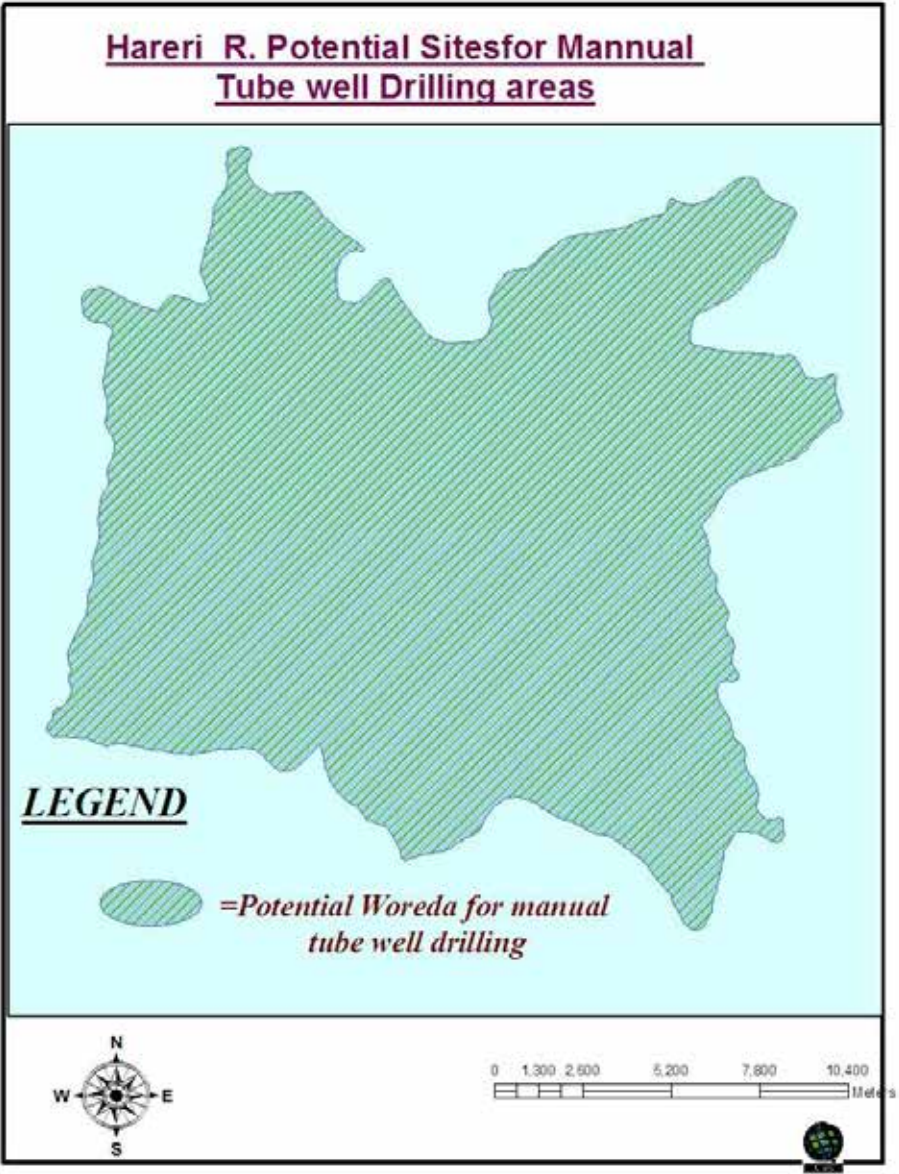 Hareri R. Potential Sitesfor Mannual
Tube well Drilling areas
LEGEND
=Potential Woreda for manual
tube well drilling
N
W E
S
0 1,300 2,600 5,200 7,800 10,400
Meters